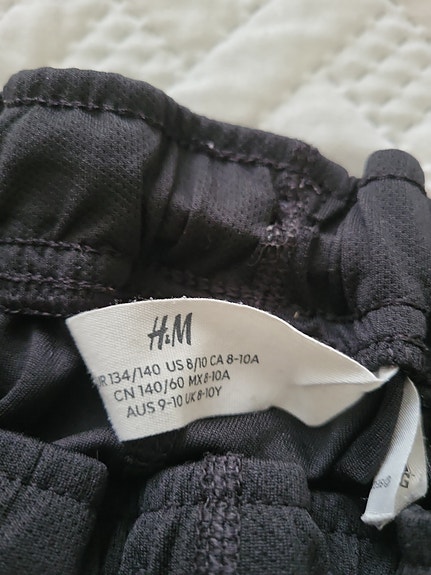 H&M
R 134/140 US 8/10 CA 8-10A
CN 140/60 MX 8-10A
AUS 9-10 UK 8-10Y